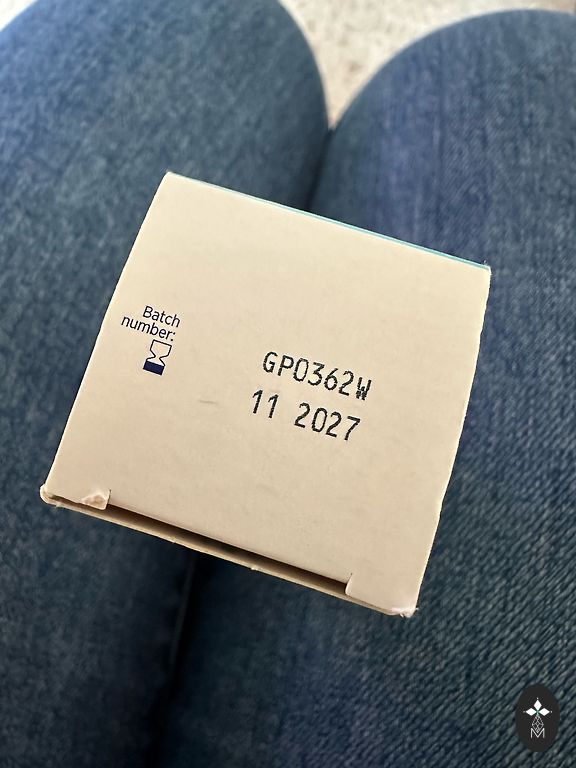 Batch
number:
GP0362W
11 2027
M